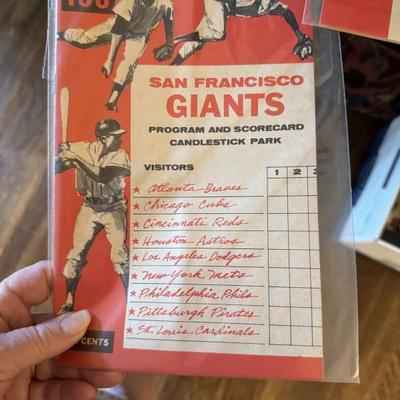 SAN FRANCISCO
GIANTS
PROGRAM AND SCORECARD
CANDLESTICK PARK
VISITORS
1 2 3
★ Atlanta Braves
★ Chicago Cubs
★ Cincinnati Reds
★ Houston Astros
★ Los Angeles Dodgers
★ New York Mets
★ Philadelphia Phils
★ Pittsburgh Pirates
★ St. Louis Cardinals
CENTS